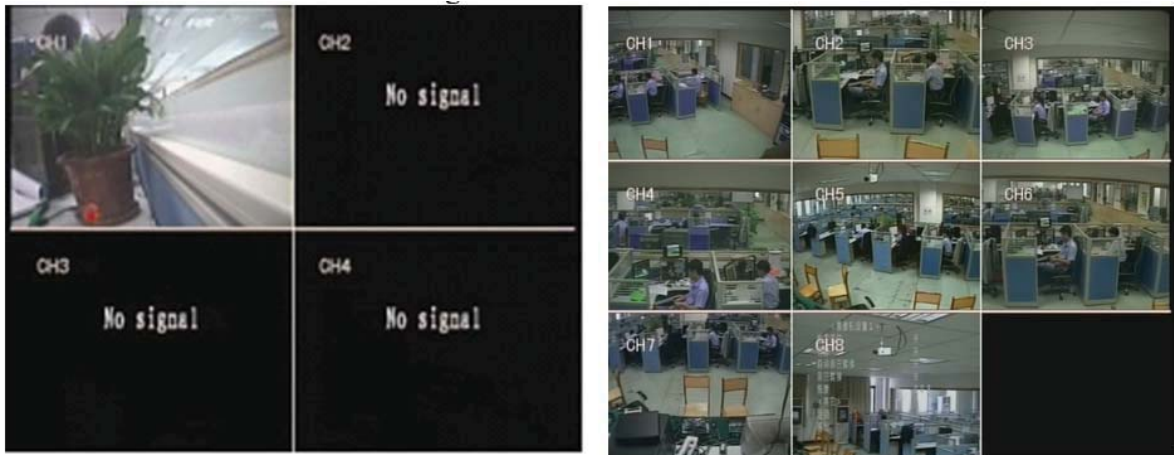 CH1
CH2
No signal
CH3
No signal
CH4
No signal
CH1
CH2
CH3
CH4
CH5
CH6
CH7
CH8